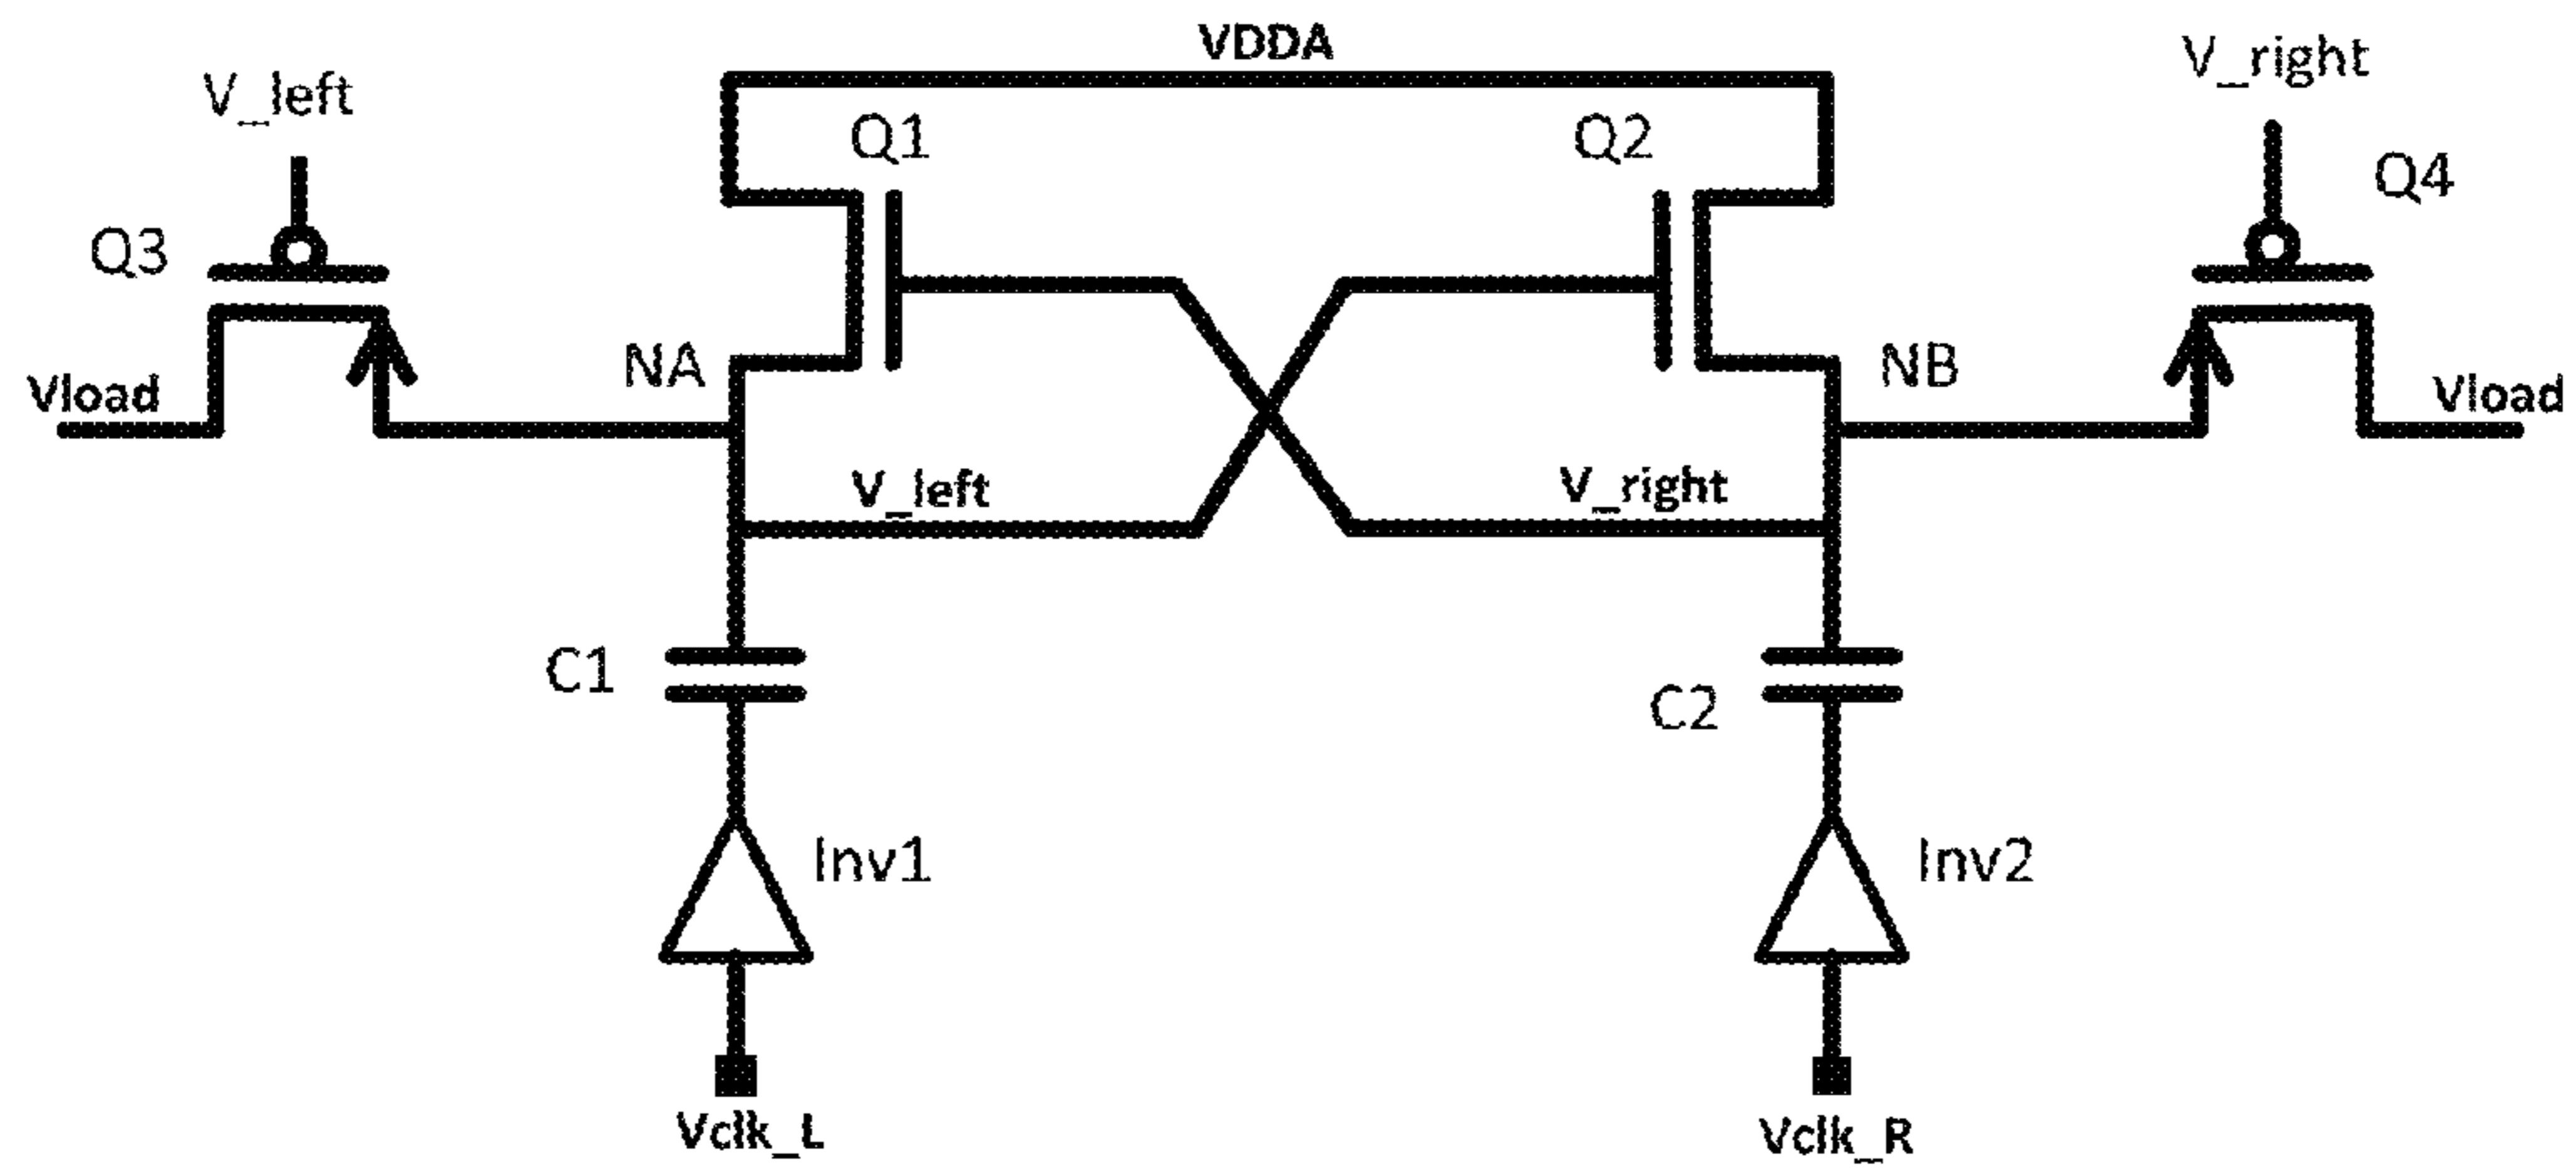 VDDA
V_left
V_right
Q1
Q2
Q4
Q3
NA
NB
Vload
Vload
V_left
V_right
C1
C2
Inv1
Inv2
Vclk_L
Vclk_R